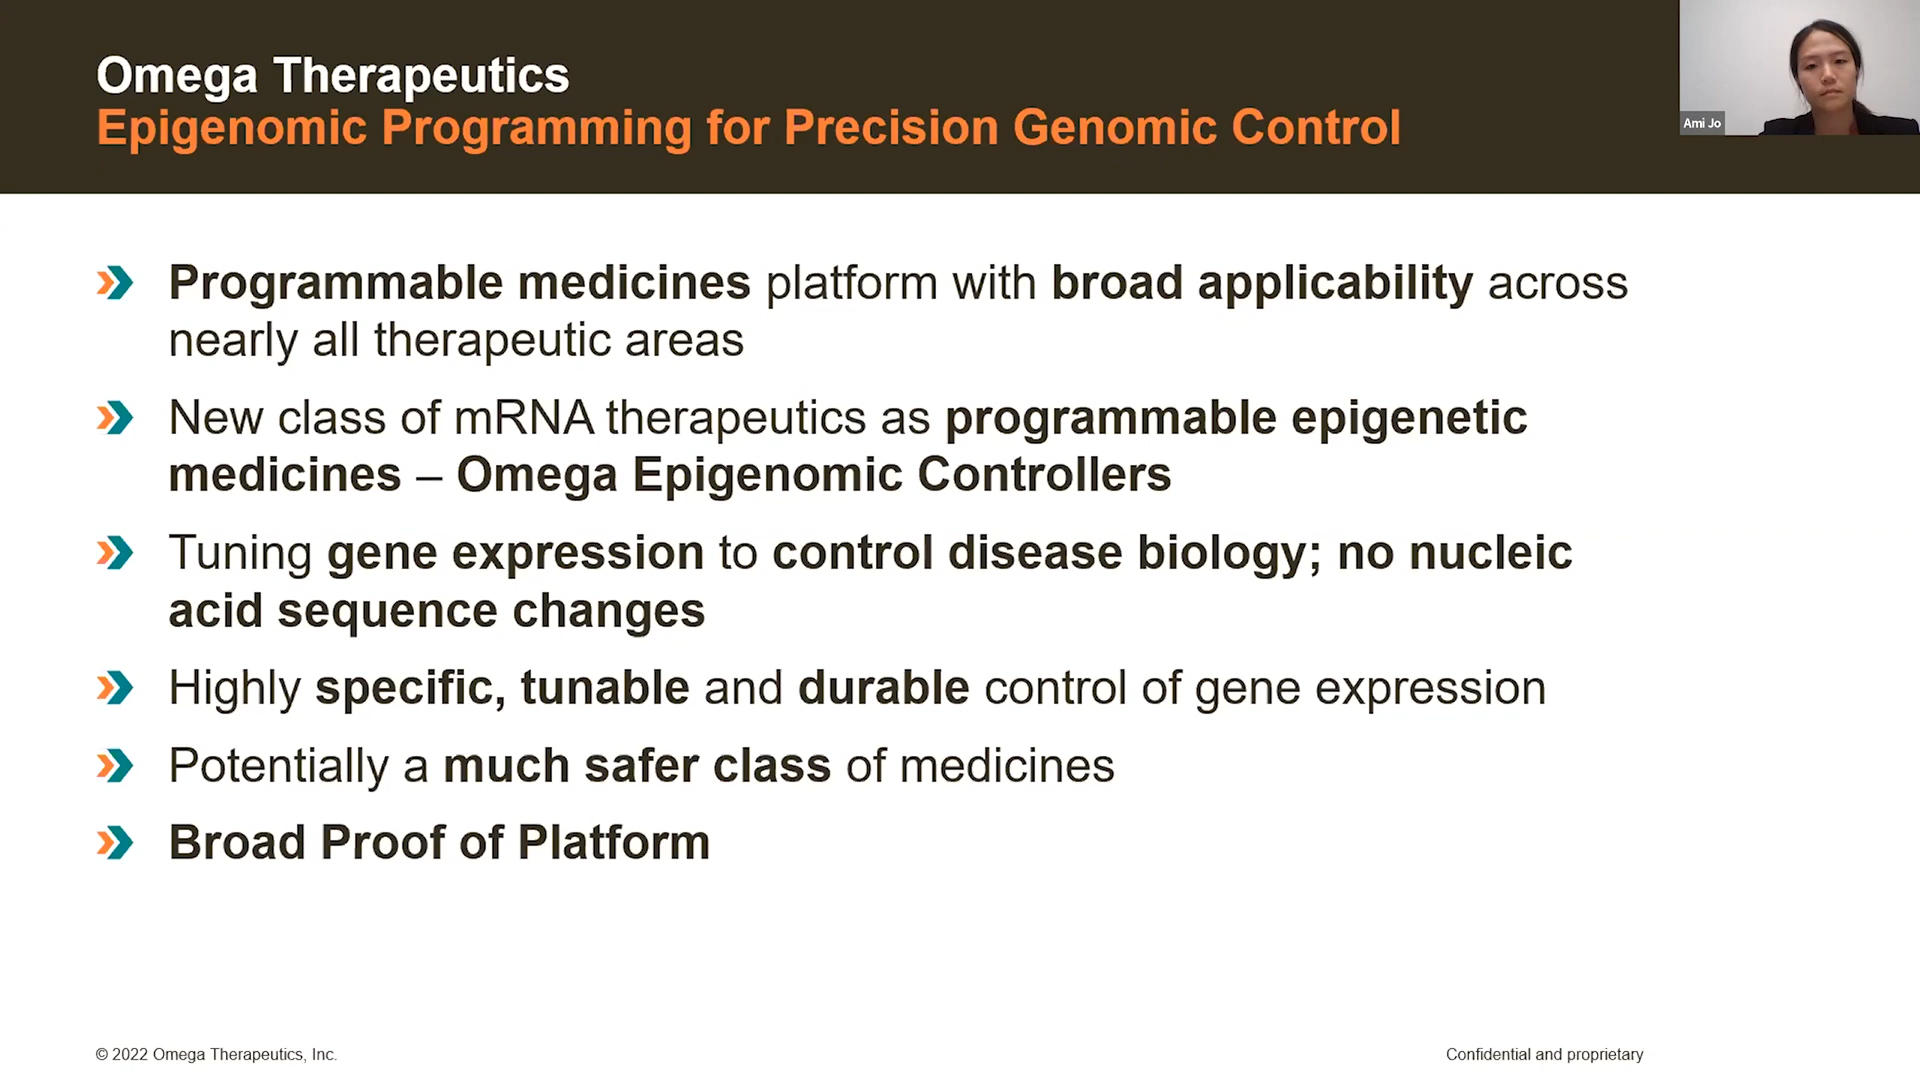 Omega Therapeutics
Epigenomic Programming for Precision Genomic Control
Ami Jo
Programmable medicines platform with broad applicability across
nearly all therapeutic areas
New class of mRNA therapeutics as programmable epigenetic
medicines – Omega Epigenomic Controllers
Tuning gene expression to control disease biology; no nucleic
acid sequence changes
Highly specific, tunable and durable control of gene expression
Potentially a much safer class of medicines
Broad Proof of Platform
© 2022 Omega Therapeutics, Inc.
Confidential and proprietary